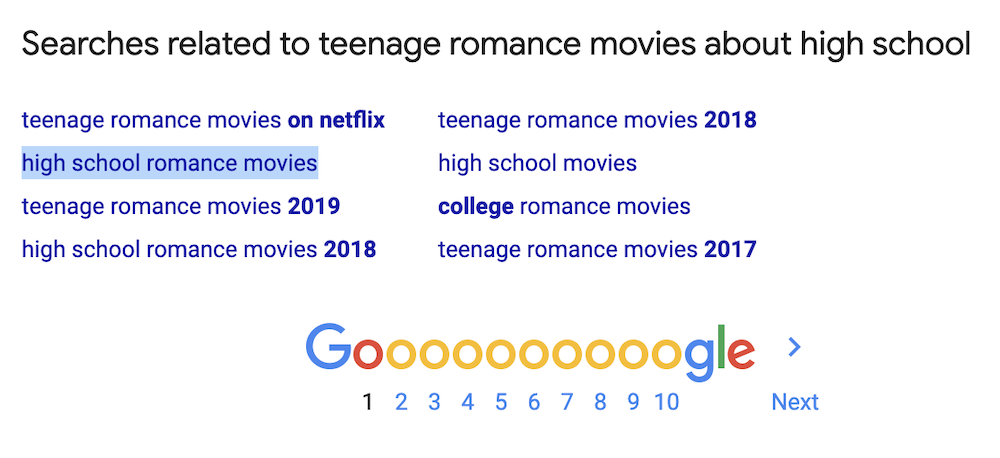 Searches related to teenage romance movies about high school
teenage romance movies on netflix
high school romance movies
teenage romance movies 2019
high school romance movies 2018
teenage romance movies 2018
high school movies
college romance movies
teenage romance movies 2017
Goooooooooogle >
1 2 3 4 5 6 7 8 9 10 Next